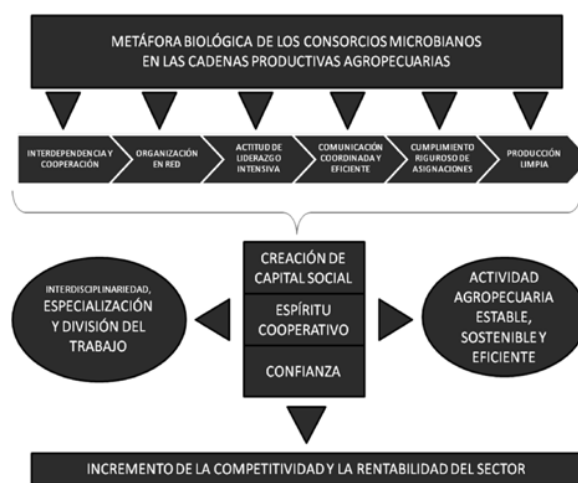 METÁFORA BIOLÓGICA DE LOS CONSORCIOS MICROBIANOS
EN LAS CADENAS PRODUCTIVAS AGROPECUARIAS
INTERDEPENDENCIA Y
COOPERACIÓN
ORGANIZACIÓN
EN RED
ACTITUD DE
LIDERAZGO
INTENSIVA
COMUNICACIÓN
COORDINADA Y
EFICIENTE
CUMPLIMIENTO
RIGUROSO DE
ASIGNACIONES
PRODUCCIÓN
LIMPIA
INTERDISCIPLINARIEDAD,
ESPECIALIZACIÓN
Y DIVISIÓN DEL
TRABAJO
CREACIÓN DE
CAPITAL SOCIAL
ESPÍRITU
COOPERATIVO
CONFIANZA
ACTIVIDAD
AGROPECUARIA
ESTABLE,
SOSTENIBLE Y
EFICIENTE
INCREMENTO DE LA COMPETITIVIDAD Y LA RENTABILIDAD DEL SECTOR